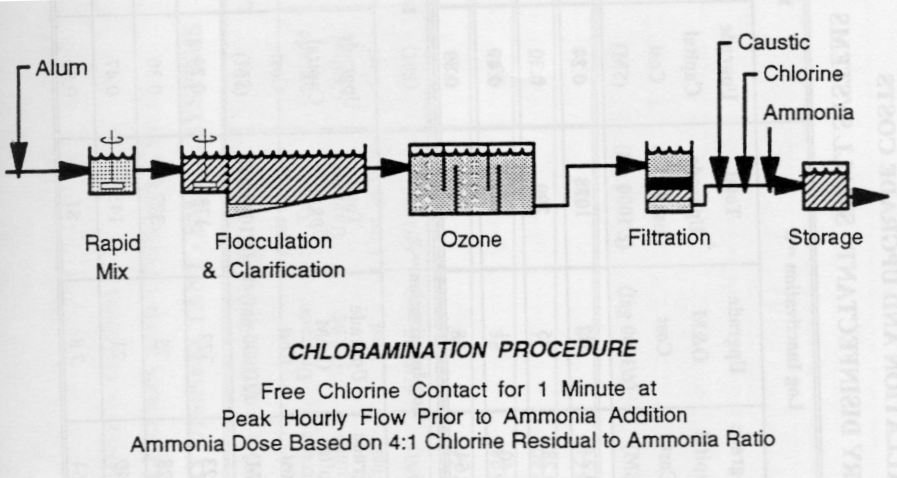 Alum
Caustic
Chlorine
Ammonia
Rapid
Mix
Flocculation
& Clarification
Ozone
Filtration
Storage
CHLORAMINATION PROCEDURE
Free Chlorine Contact for 1 Minute at
Peak Hourly Flow Prior to Ammonia Addition
Ammonia Dose Based on 4:1 Chlorine Residual to Ammonia Ratio